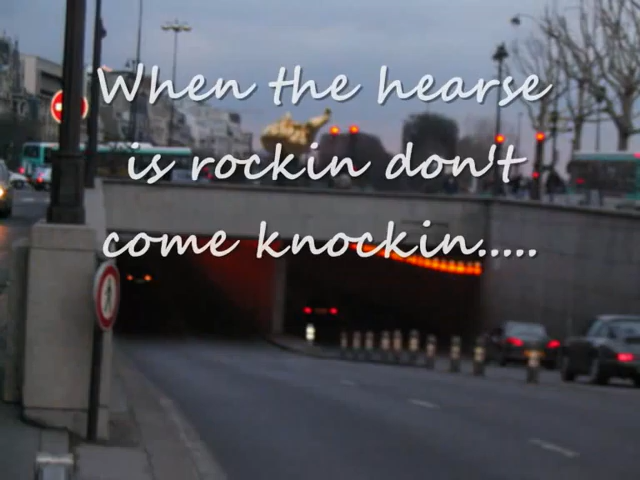 When the hearse
is rockin don't
come knockin.....